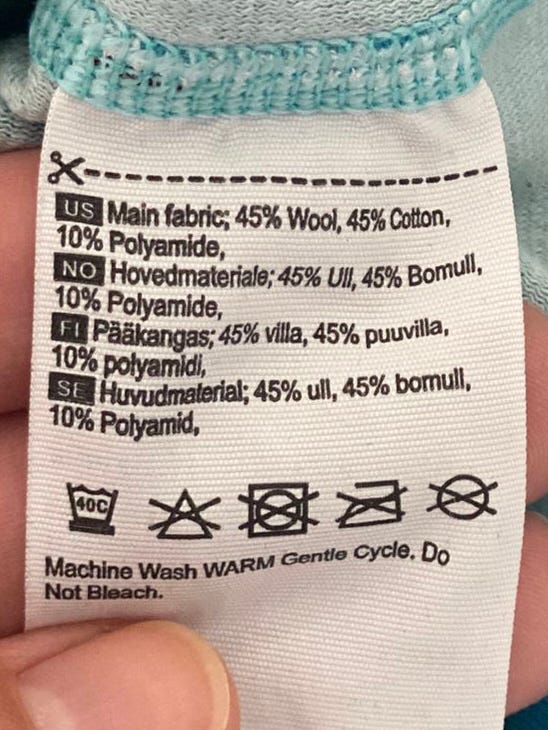 US Main fabric; 45% Wool, 45% Cotton,
10% Polyamide,
NO Hovedmateriale; 45% Ull, 45% Bomull,
10% Polyamide,
FI Pääkangas; 45% villa, 45% puuvilla,
10% polyamidi,
SE Huvudmaterial; 45% ull, 45% bomull,
10% Polyamid,
40C
Machine Wash WARM Gentle Cycle. Do
Not Bleach.